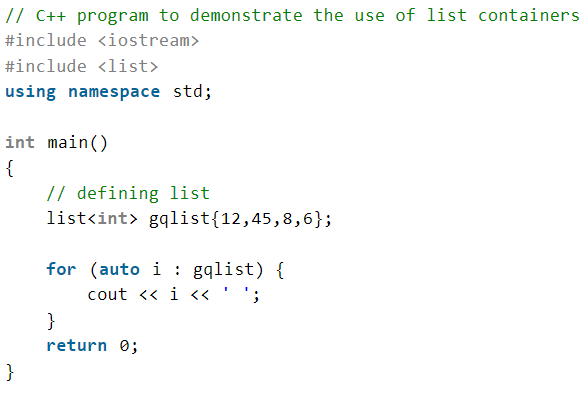 // C++ program to demonstrate the use of list containers
#include <iostream>
#include <list>
using namespace std;

int main()
{
    // defining list
    list<int> gqlist{12,45,8,6};

    for (auto i : gqlist) {
        cout << i << ' ';
    }
    return 0;
}